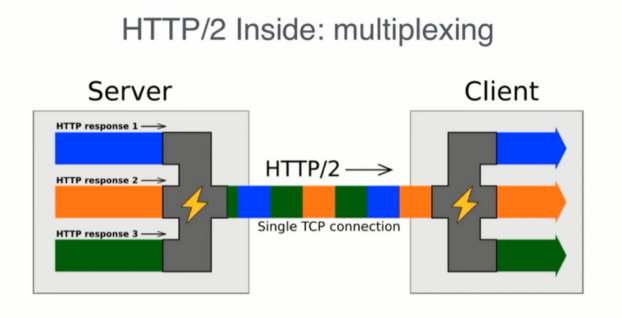 HTTP/2 Inside: multiplexing
Server
Client
HTTP response 1
HTTP response 2
HTTP response 3
HTTP/2
Single TCP connection